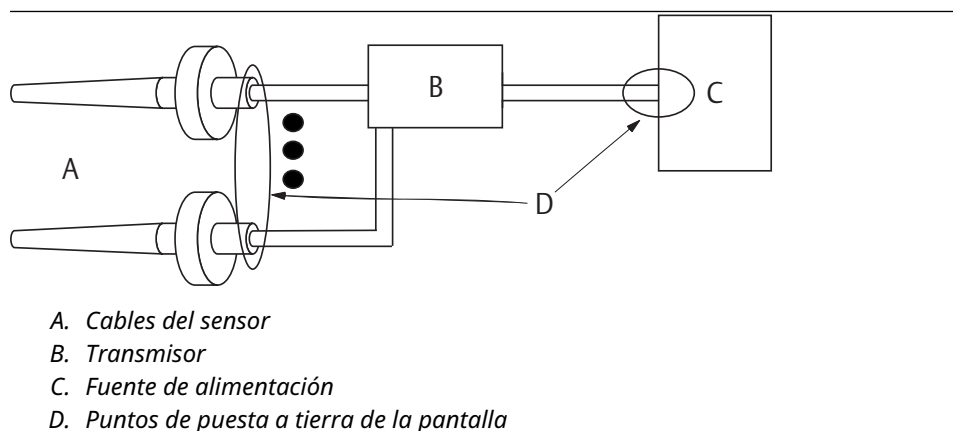 A
B
C
D
A. Cables del sensor
B. Transmisor
C. Fuente de alimentación
D. Puntos de puesta a tierra de la pantalla